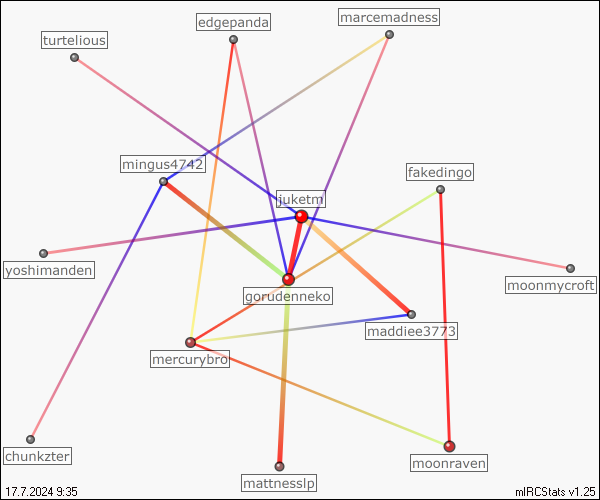 marcemadness
edgepanda
turtelious
mingus4742
fakedingo
juketm
yoshimanden
moonmycroft
gorudenneko
maddiee3773
mercurybro
chunkzter
moonraven
mattnesslp
17.7.2024 9:35
mIRCStats v1.25